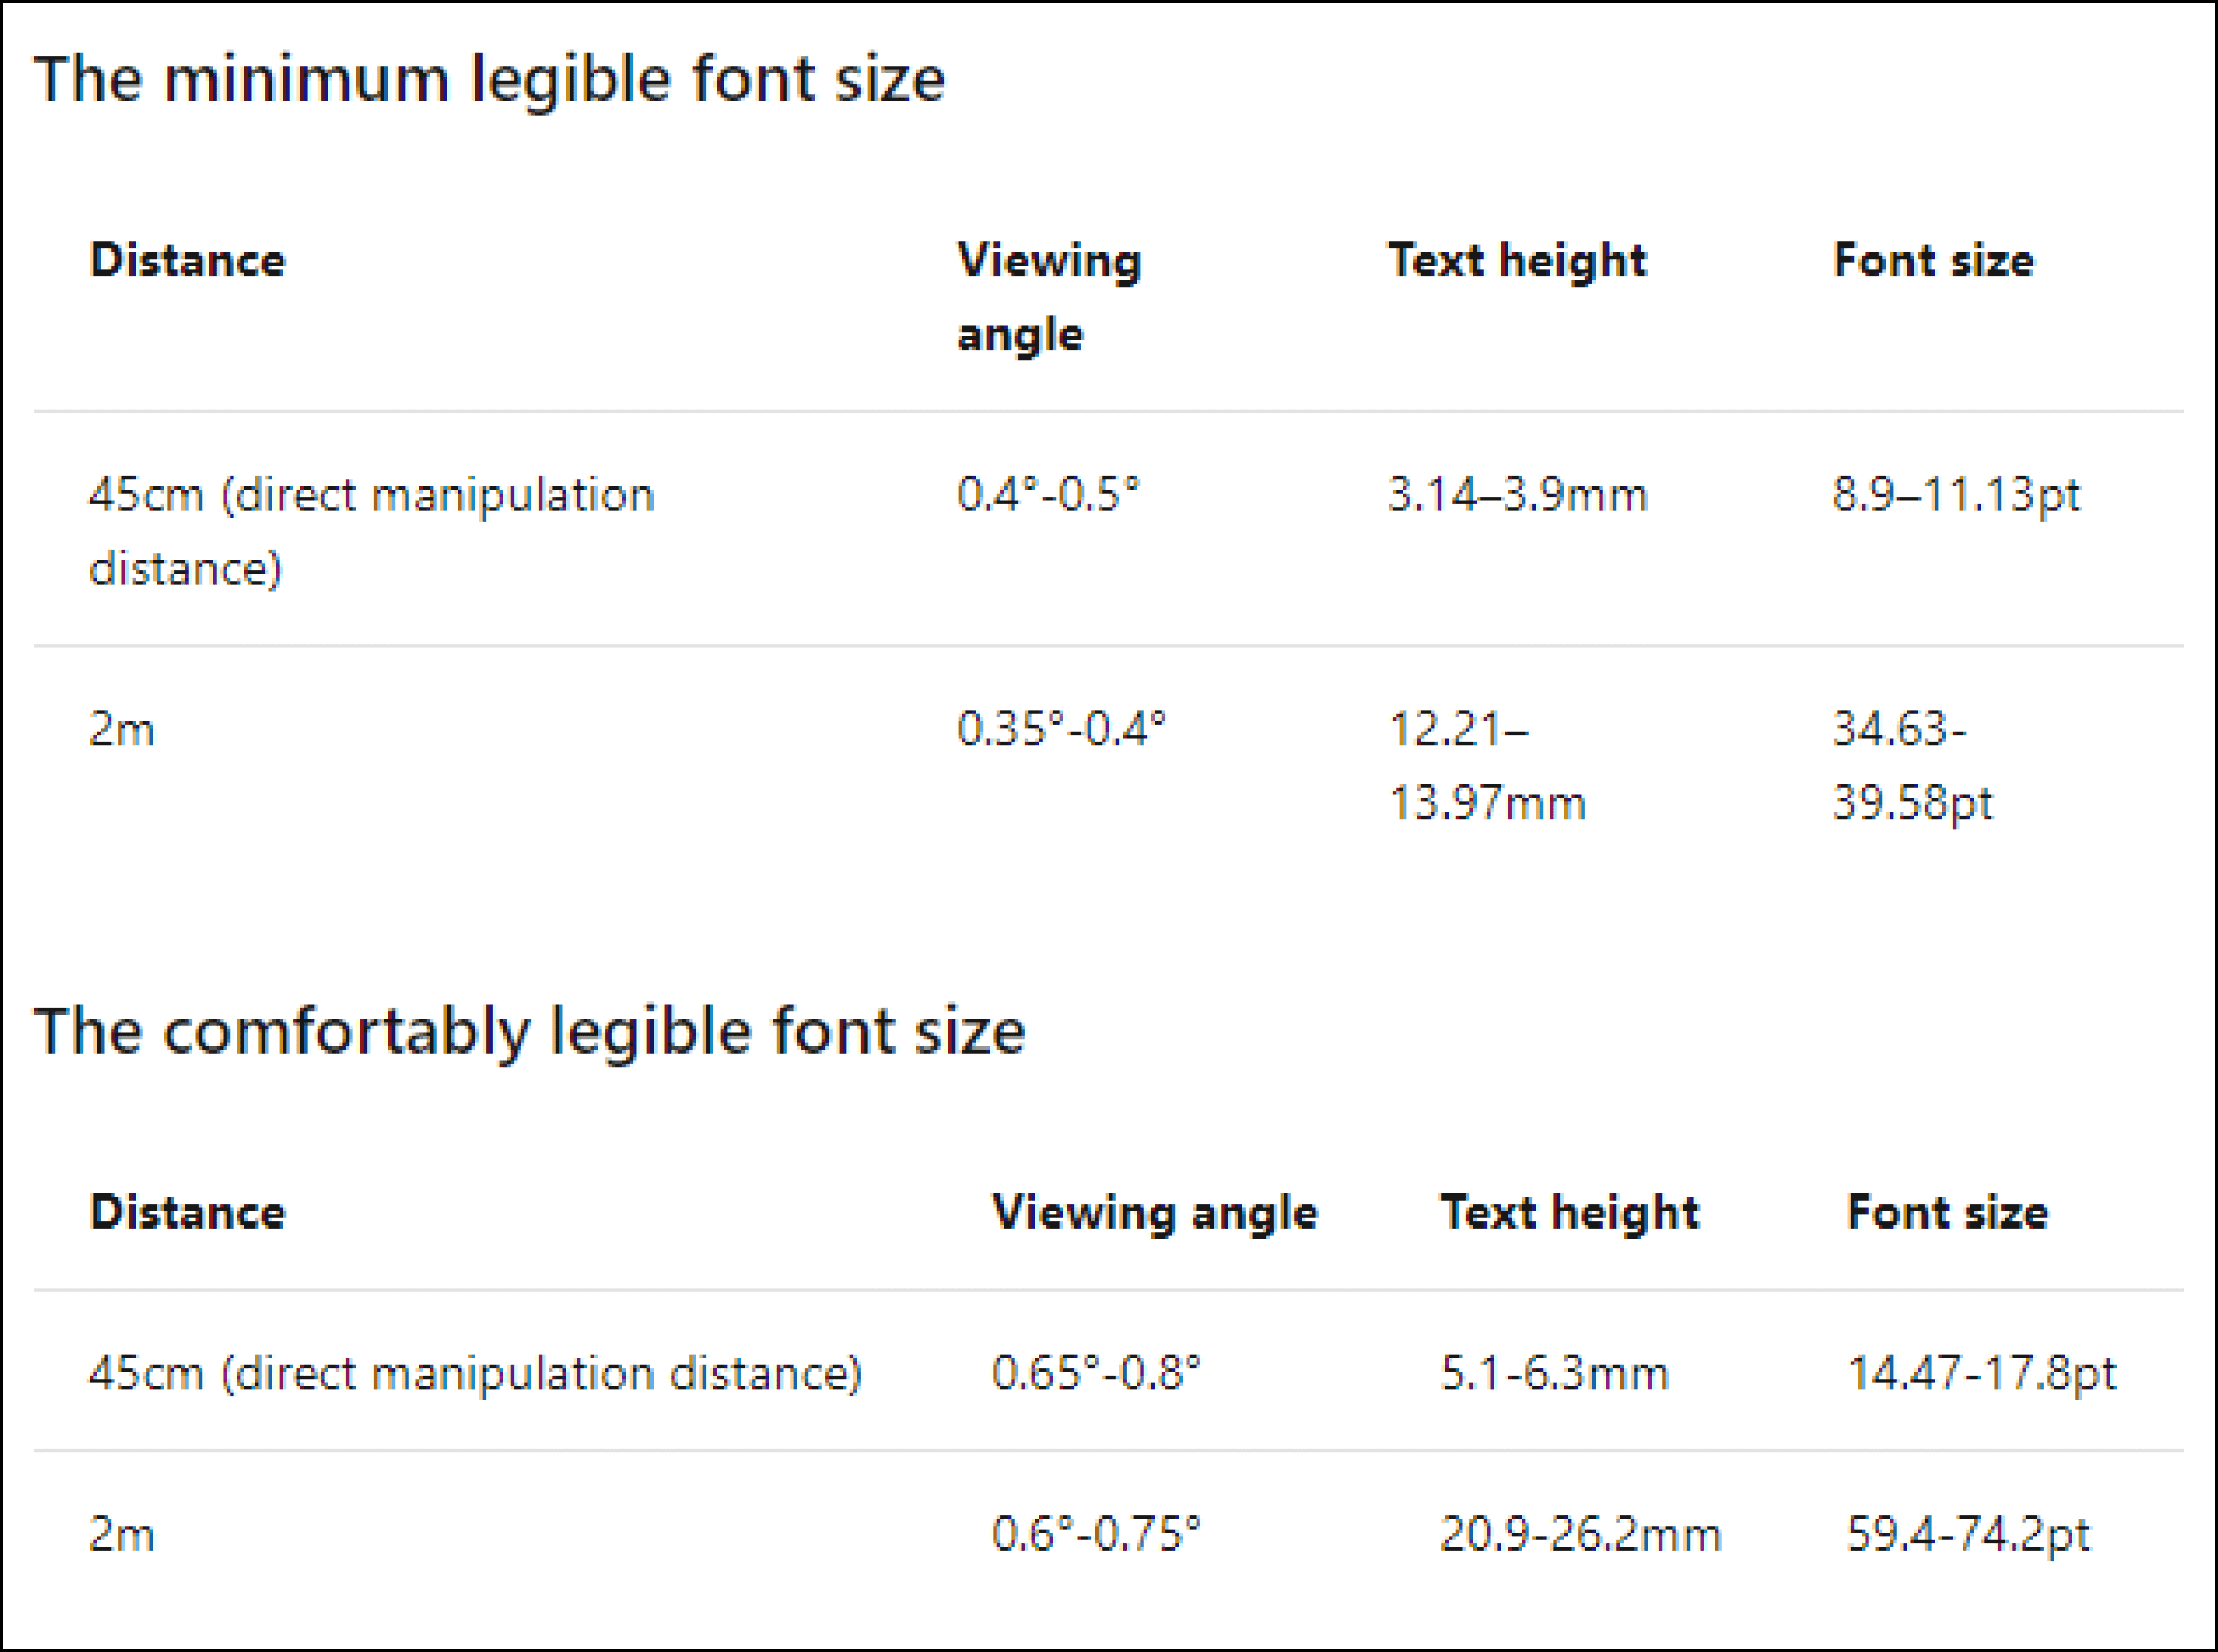 The minimum legible font size
Distance Viewing Text height Font size
angle
45cm (direct manipulation 0.4°-0.5° 3.14–3.9mm 8.9–11.13pt
distance)
2m 0.35°-0.4° 12.21– 34.63-
13.97mm 39.58pt
The comfortably legible font size
Distance Viewing angle Text height Font size
45cm (direct manipulation distance) 0.65°-0.8° 5.1-6.3mm 14.47-17.8pt
2m 0.6°-0.75° 20.9-26.2mm 59.4-74.2pt